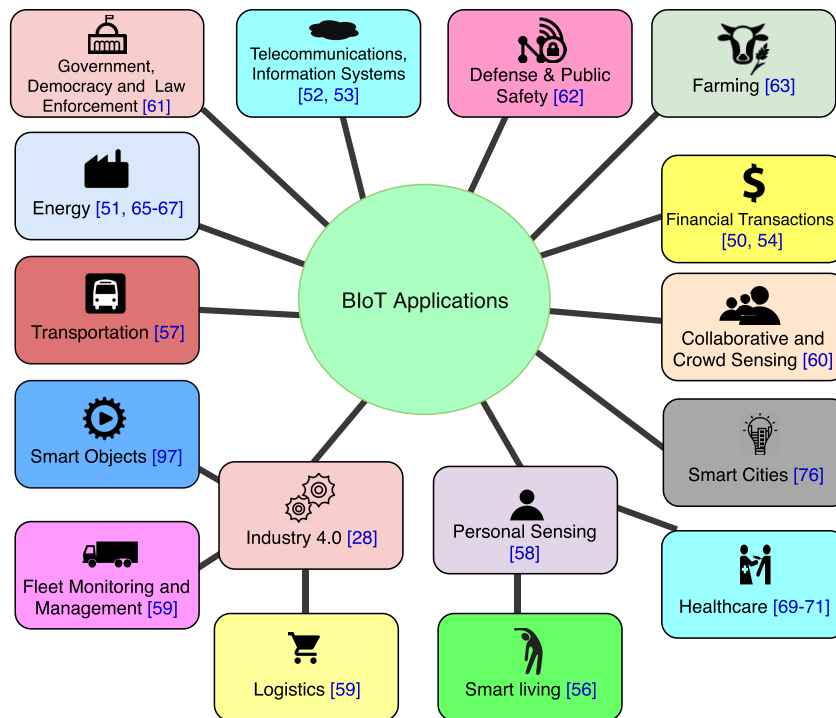 Government,
Democracy and Law
Enforcement [61]
Telecommunications,
Information Systems
[52, 53]
Defense & Public
Safety [62]
Farming [63]
Energy [51, 65-67]
Financial Transactions
[50, 54]
BIoT Applications
Transportation [57]
Collaborative and
Crowd Sensing [60]
Smart Objects [97]
Smart Cities [76]
Industry 4.0 [28]
Personal Sensing
[58]
Fleet Monitoring and
Management [59]
Healthcare [69-71]
Logistics [59]
Smart living [56]